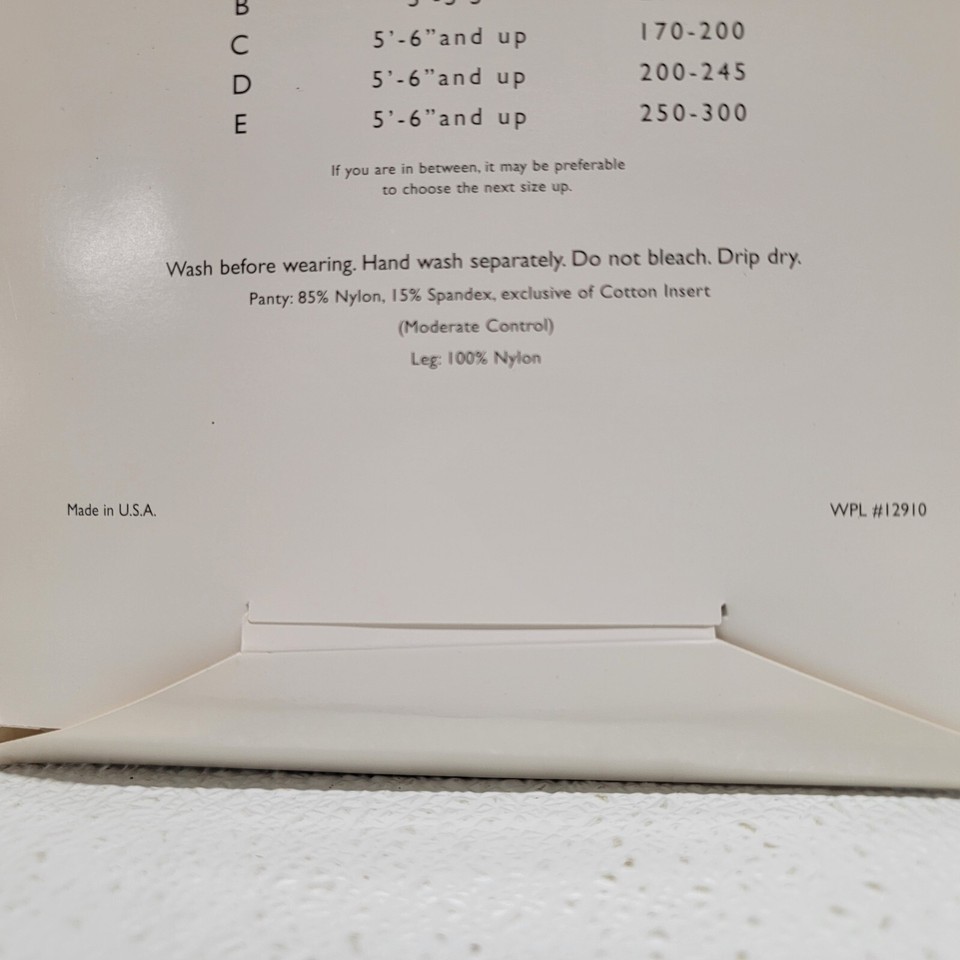 B
C 5'-6"and up 170-200
D 5'-6"and up 200-245
E 5'-6"and up 250-300
If you are in between, it may be preferable
to choose the next size up.
Wash before wearing. Hand wash separately. Do not bleach. Drip dry.
Panty: 85% Nylon, 15% Spandex, exclusive of Cotton Insert
(Moderate Control)
Leg: 100% Nylon
Made in U.S.A. WPL #12910